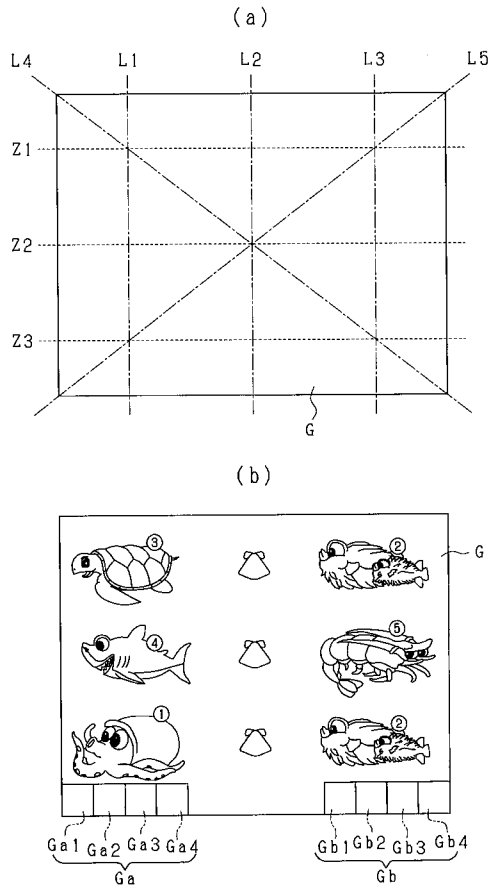 (a)
L4 L1 L2 L3 L5
Z1
Z2
Z3
G
(b)
③ ②
G
④ ⑤
① ②
Ga1 Ga2 Ga3 Ga4 Gb1 Gb2 Gb3 Gb4
Ga Gb